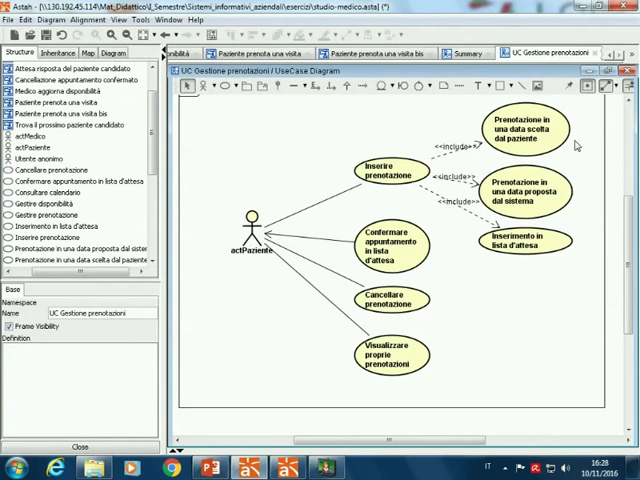 Astah - [\\130.192.45.114\Mat_Didattico\I_Semestre\Sistemi_informativi_aziendali\esercizi\studio-medico.asta] (*)
File Edit Diagram Alignment View Tools Window Help
Structure Inheritance Map Diagram
Attesa risposta del paziente candidato
Cancellazione appuntamento confermato
Medico aggiorna disponibilità
Paziente prenota una visita
Paziente prenota una visita bis
Trova il prossimo paziente candidato
actMedico
actPaziente
Utente anonimo
Cancellare prenotazione
Confermare appuntamento in lista d'attesa
Consultare calendario
Gestire disponibilità
Gestire prenotazione
Inserimento in lista d'attesa
Inserire prenotazione
Prenotazione in una data proposta dal sistem
Prenotazione in una data scelta dal paziente
Base
Namespace
Name UC Gestione prenotazioni
Frame Visibility
Definition
Close
onibilità Paziente prenota una visita Paziente prenota una visita bis Summary UC Gestione prenotazioni
UC Gestione prenotazioni / UseCase Diagram
actPaziente
Inserire
prenotazione
Confermare
appuntamento
in lista
d'attesa
Cancellare
prenotazione
Visualizzare
proprie
prenotazioni
<<include>>
<<include>>
<<include>>
Prenotazione in
una data scelta
dal paziente
Prenotazione in
una data proposta
dal sistema
Inserimento in
lista d'attesa
IT
16:28
10/11/2016